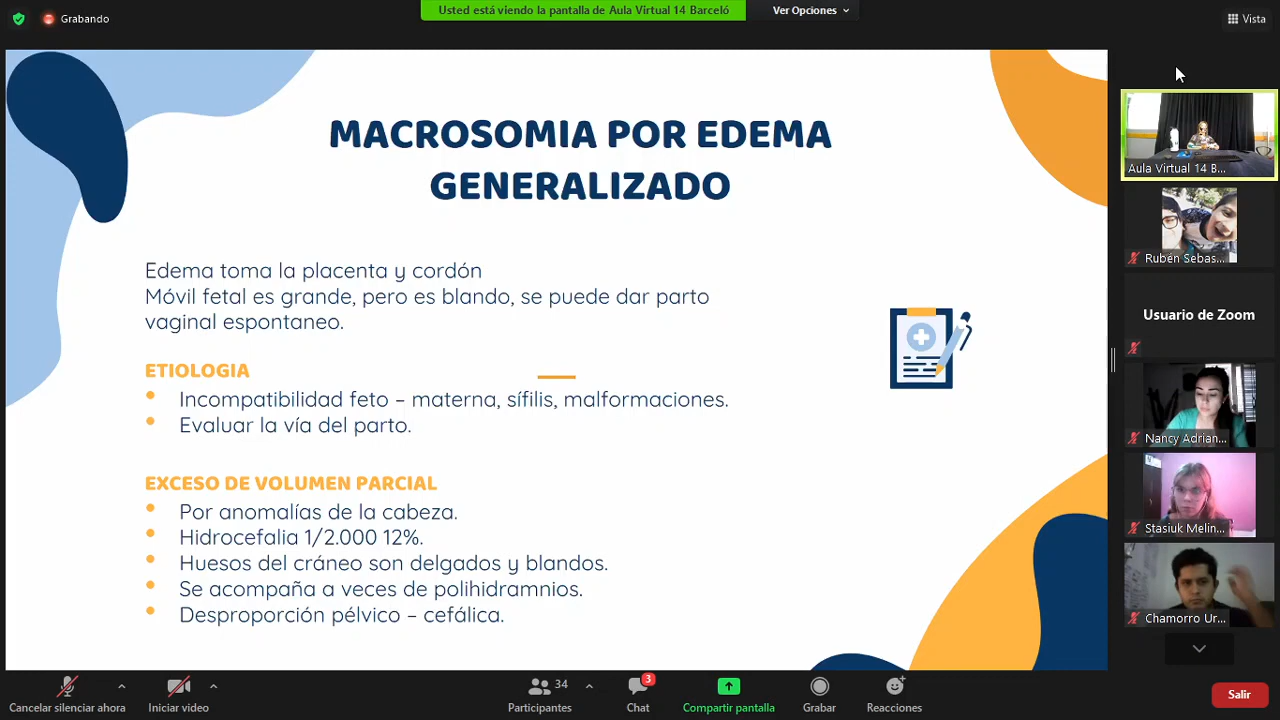 Grabando
Usted está viendo la pantalla de Aula Virtual 14 Barceló
Ver Opciones
Vista
MACROSOMIA POR EDEMA
GENERALIZADO
Edema toma la placenta y cordón
Móvil fetal es grande, pero es blando, se puede dar parto
vaginal espontaneo.
ETIOLOGIA
Incompatibilidad feto – materna, sífilis, malformaciones.
Evaluar la vía del parto.
EXCESO DE VOLUMEN PARCIAL
Por anomalías de la cabeza.
Hidrocefalia 1/2.000 12%.
Huesos del cráneo son delgados y blandos.
Se acompaña a veces de polihidramnios.
Desproporción pélvico – cefálica.
Aula Virtual 14 B...
Rubén Sebas...
Usuario de Zoom
Nancy Adrian...
Stasiuk Melin...
Chamorro Ur...
Cancelar silenciar ahora
Iniciar video
34
Participantes
3
Chat
Compartir pantalla
Grabar
Reacciones
Salir